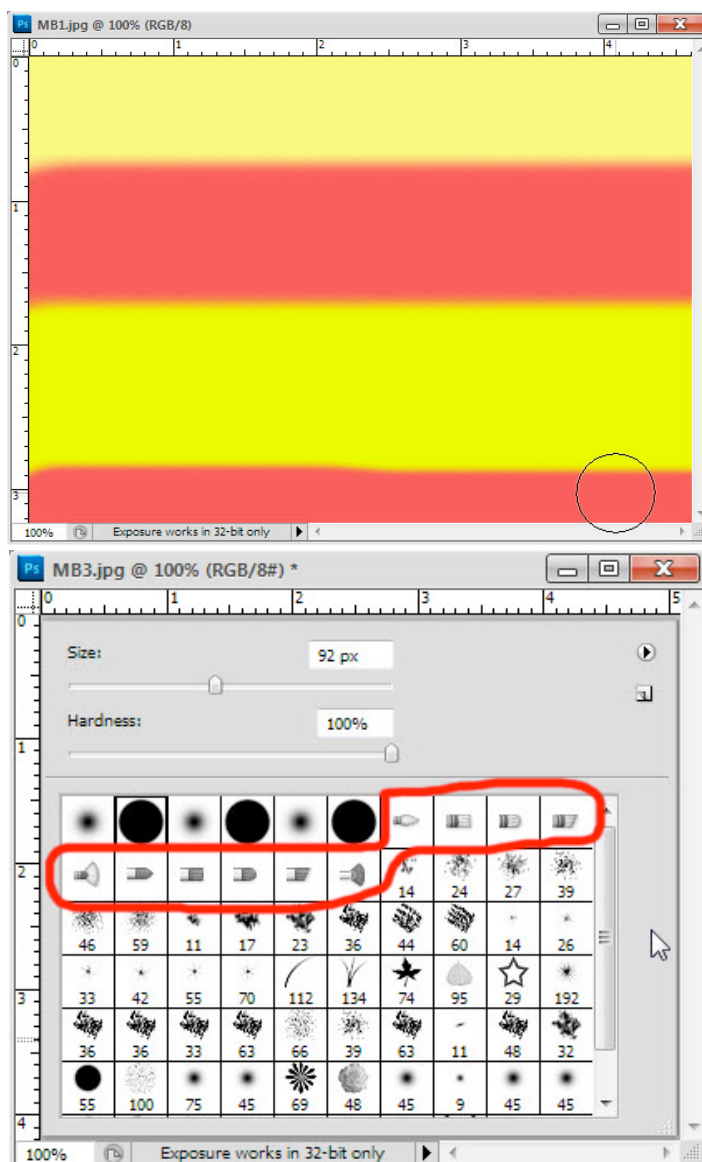 Ps MB1.jpg @ 100% (RGB/8)
0 1 2 3 4
0
1
2
3
100% Exposure works in 32-bit only
Ps MB3.jpg @ 100% (RGB/8#) *
0 1 2 3 4 5
0
Size: 92 px
Hardness: 100%
1
2
14 24 27 39
46 59 11 17 23 36 44 60 14 26
33 42 55 70 112 134 74 95 29 192
3
36 36 33 63 66 39 63 11 48 32
55 100 75 45 69 48 45 9 45 45
4
100% Exposure works in 32-bit only